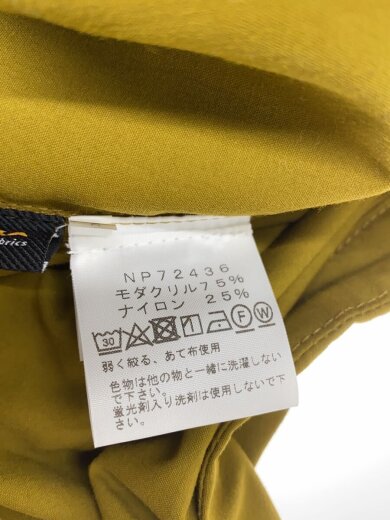 brics
NP72436
モダクリル75%
ナイロン 25%
30 F W
弱く絞る、あて布使用
色物は他の物と一緒に洗濯しない
で下さい。
蛍光剤入り洗剤は使用しないで下
さい。